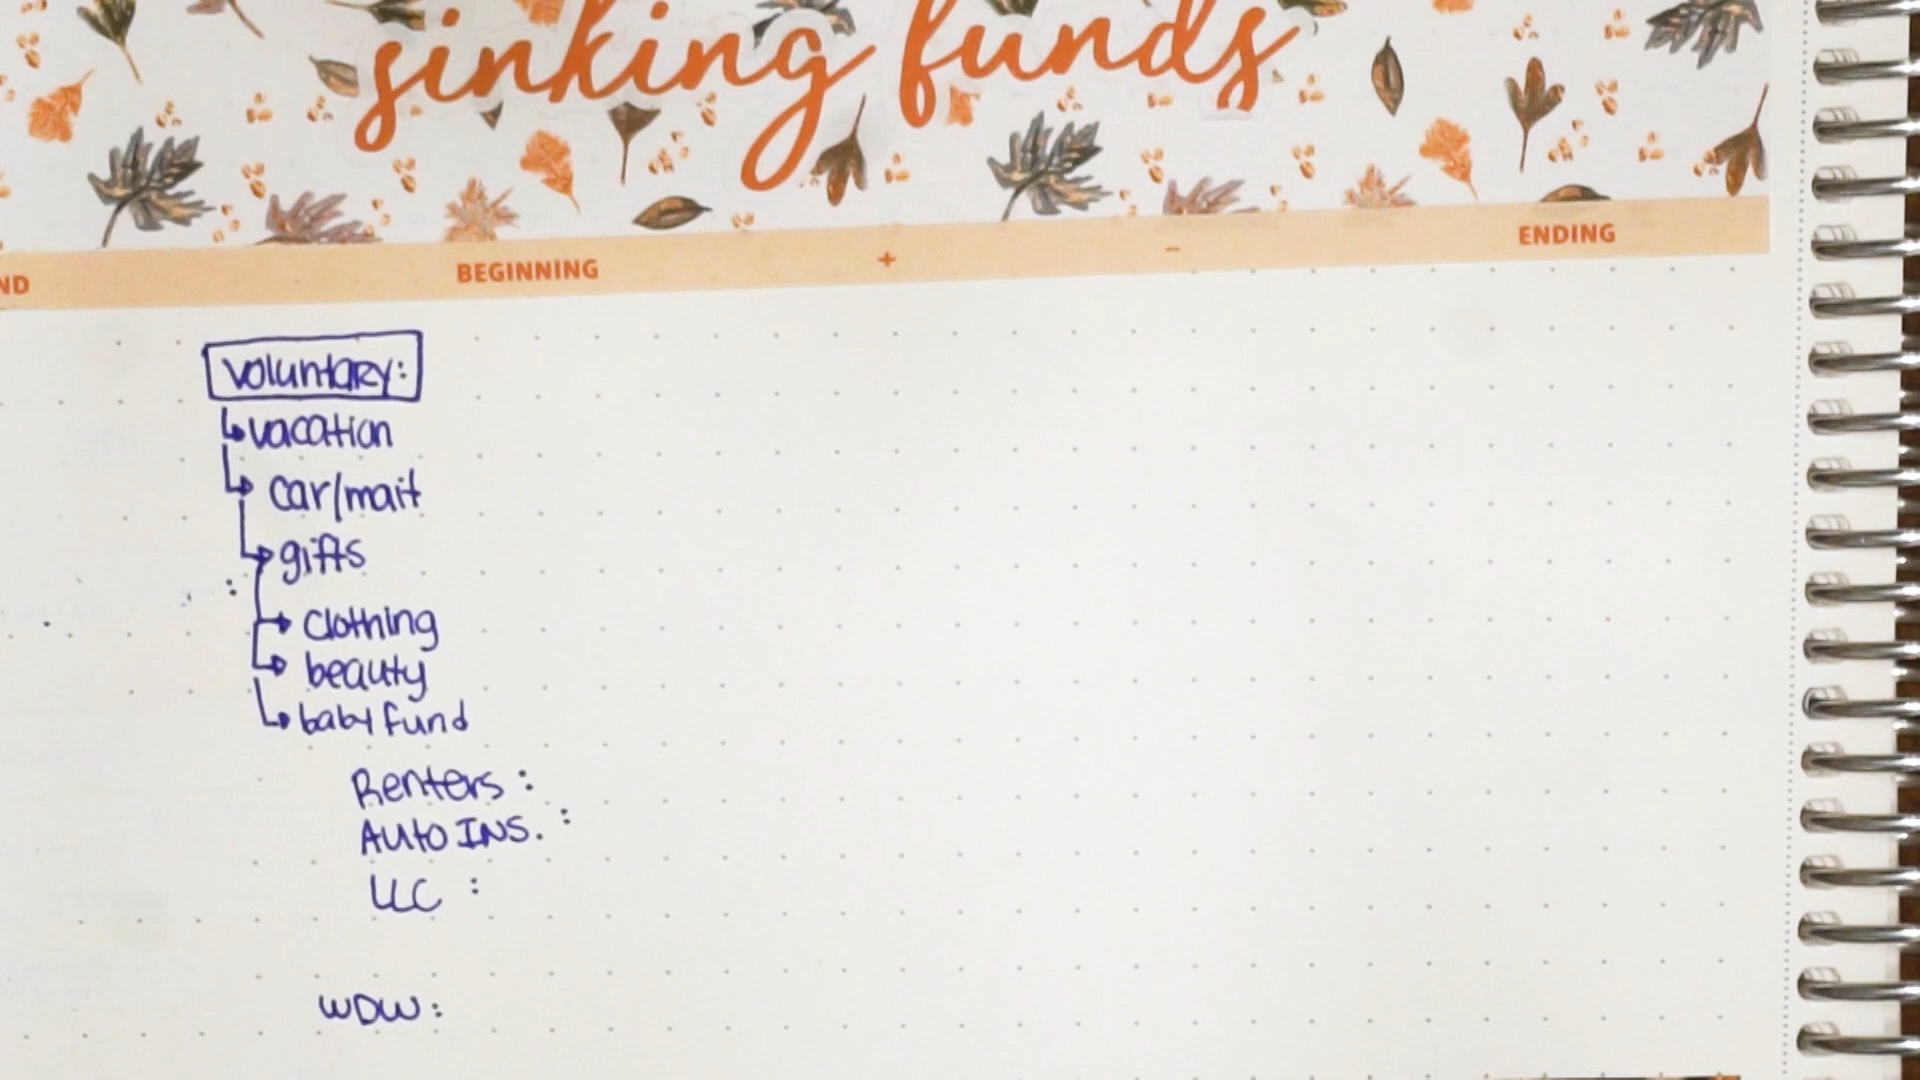 sinking funds
ND BEGINNING + - ENDING
voluntary:
vacation
car/mait
gifts
:
clothing
beauty
baby fund
Renters :
Auto INS. :
LLC :
WDW: